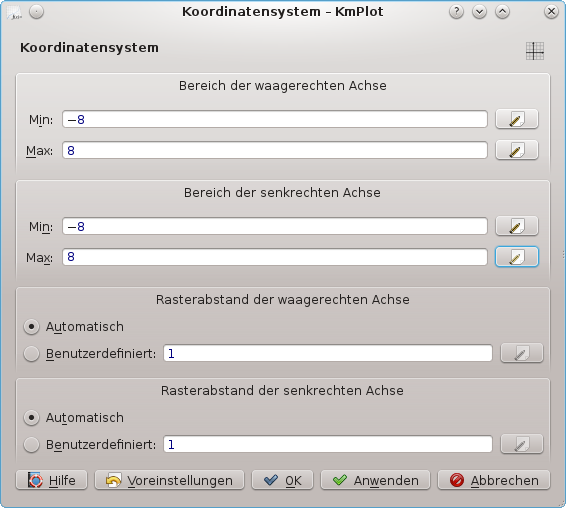 Koordinatensystem – KmPlot
Koordinatensystem
Bereich der waagerechten Achse
Min: −8
Max: 8
Bereich der senkrechten Achse
Min: −8
Max: 8
Rasterabstand der waagerechten Achse
Automatisch
Benutzerdefiniert: 1
Rasterabstand der senkrechten Achse
Automatisch
Benutzerdefiniert: 1
Hilfe Voreinstellungen OK Anwenden Abbrechen